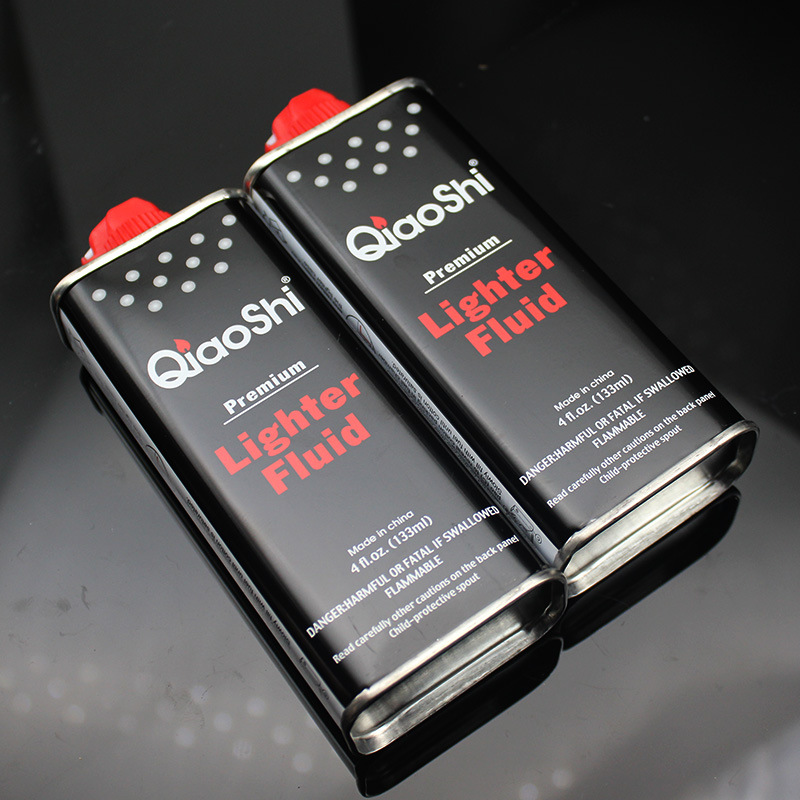 QiaoShi®
Premium
Lighter
Fluid
Made in china
4 fl.oz. (133ml)
DANGER:HARMFUL OR FATAL IF SWALLOWED
FLAMMABLE
Read carefully other cautions on the back panel
Child-protective spout
QiaoShi®
Premium
Lighter
Fluid
Made in china
4 fl.oz. (133ml)
DANGER:HARMFUL OR FATAL IF SWALLOWED
FLAMMABLE
Read carefully other cautions on the back panel
Child-protective spout